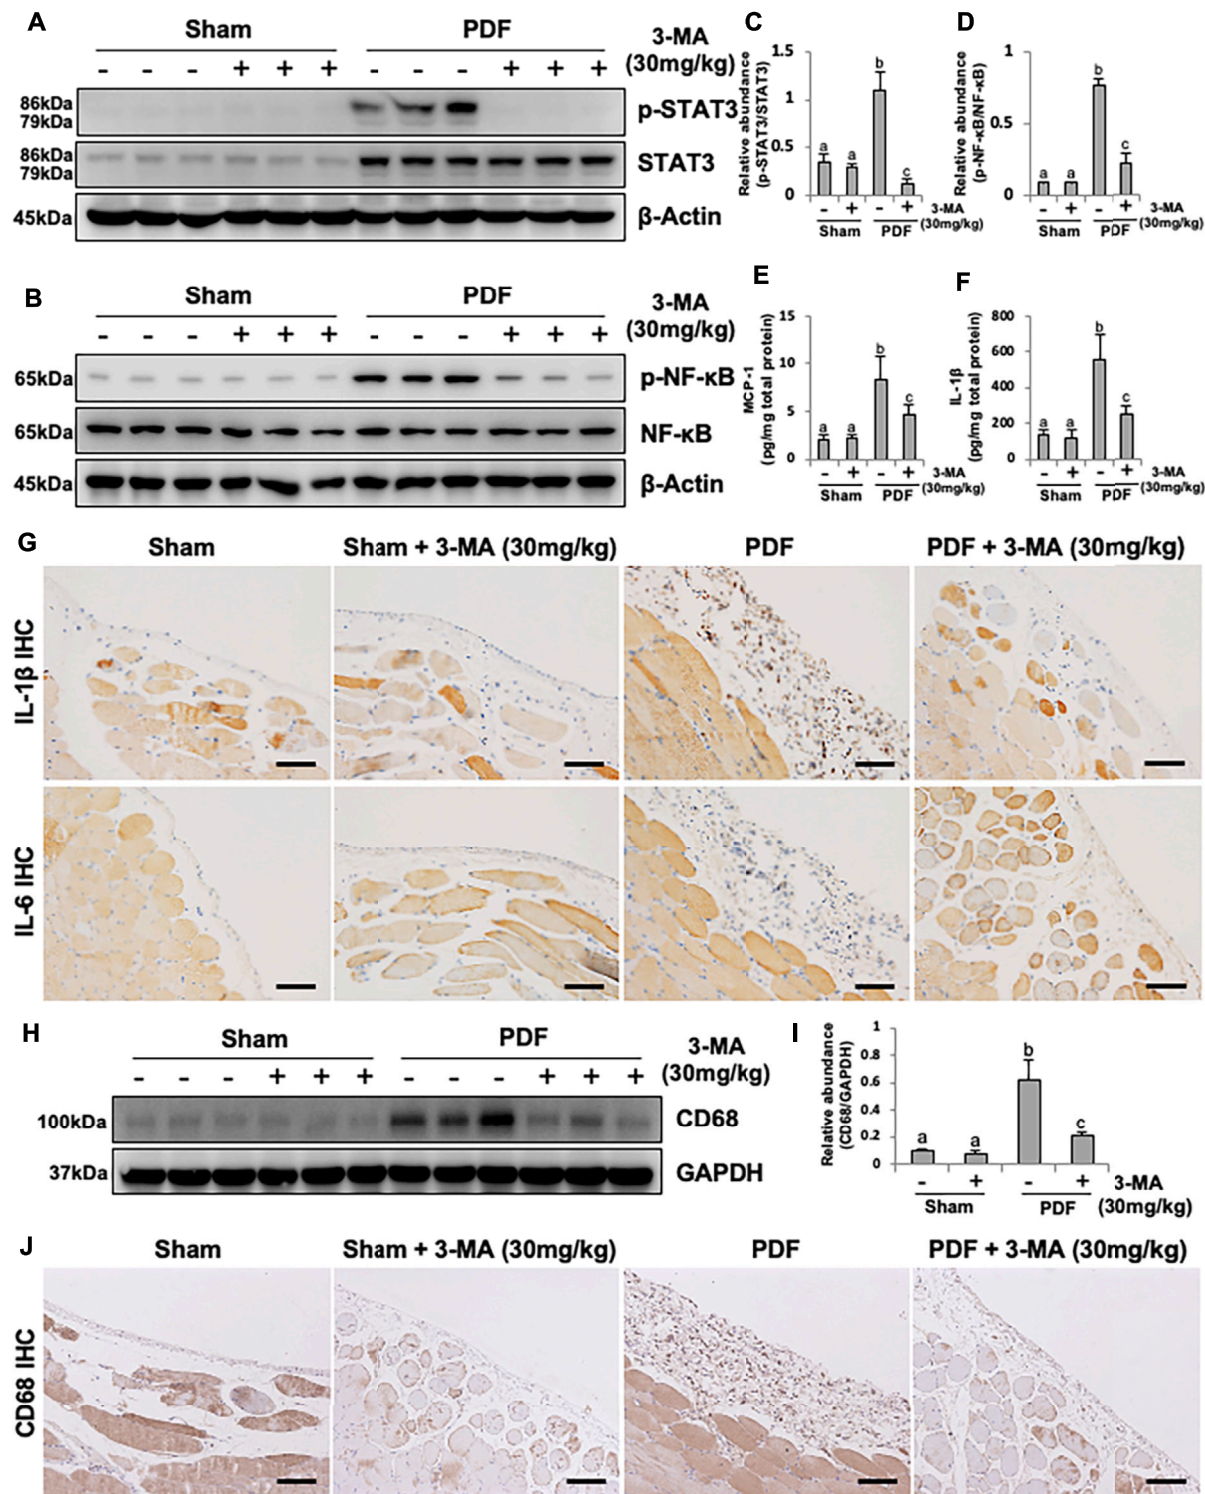 A
Sham
PDF
3-MA
(30mg/kg)
- - - + + + - - - + + +
86kDa
79kDa
p-STAT3
86kDa
79kDa
STAT3
45kDa
β-Actin
B
Sham
PDF
3-MA
(30mg/kg)
- - - + + + - - - + + +
65kDa
p-NF-κB
65kDa
NF-κB
45kDa
β-Actin
C
Relative abundance
(p-STAT3/STAT3)
1.5
1
0.5
0
a a b c
- + - +
3-MA
(30mg/kg)
Sham PDF
D
Relative abundance
(p-NF-κB/NF-κB)
1
0.5
0
a a b c
- + - +
3-MA
(30mg/kg)
Sham PDF
E
MCP-1
(pg/mg total protein)
15
10
5
0
a a b c
- + - +
3-MA
(30mg/kg)
Sham PDF
F
IL-1β
(pg/mg total protein)
800
600
400
200
0
a a b c
- + - +
3-MA
(30mg/kg)
Sham PDF
G
Sham
Sham + 3-MA (30mg/kg)
PDF
PDF + 3-MA (30mg/kg)
IL-1β IHC
IL-6 IHC
H
Sham
PDF
3-MA
(30mg/kg)
- - - + + + - - - + + +
100kDa
CD68
37kDa
GAPDH
I
Relative abundance
(CD68/GAPDH)
1
0.8
0.6
0.4
0.2
0
a a b c
- + - +
3-MA
(30mg/kg)
Sham PDF
J
Sham
Sham + 3-MA (30mg/kg)
PDF
PDF + 3-MA (30mg/kg)
CD68 IHC